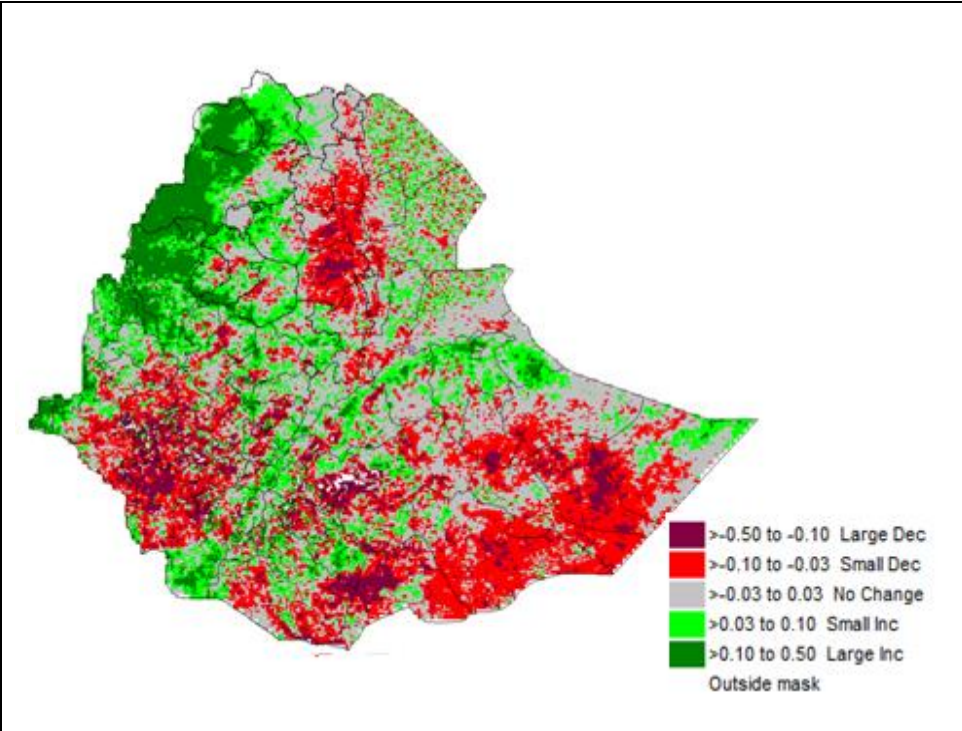 >-0.50 to -0.10 Large Dec
>-0.10 to -0.03 Small Dec
>-0.03 to 0.03 No Change
>0.03 to 0.10 Small Inc
>0.10 to 0.50 Large Inc
Outside mask